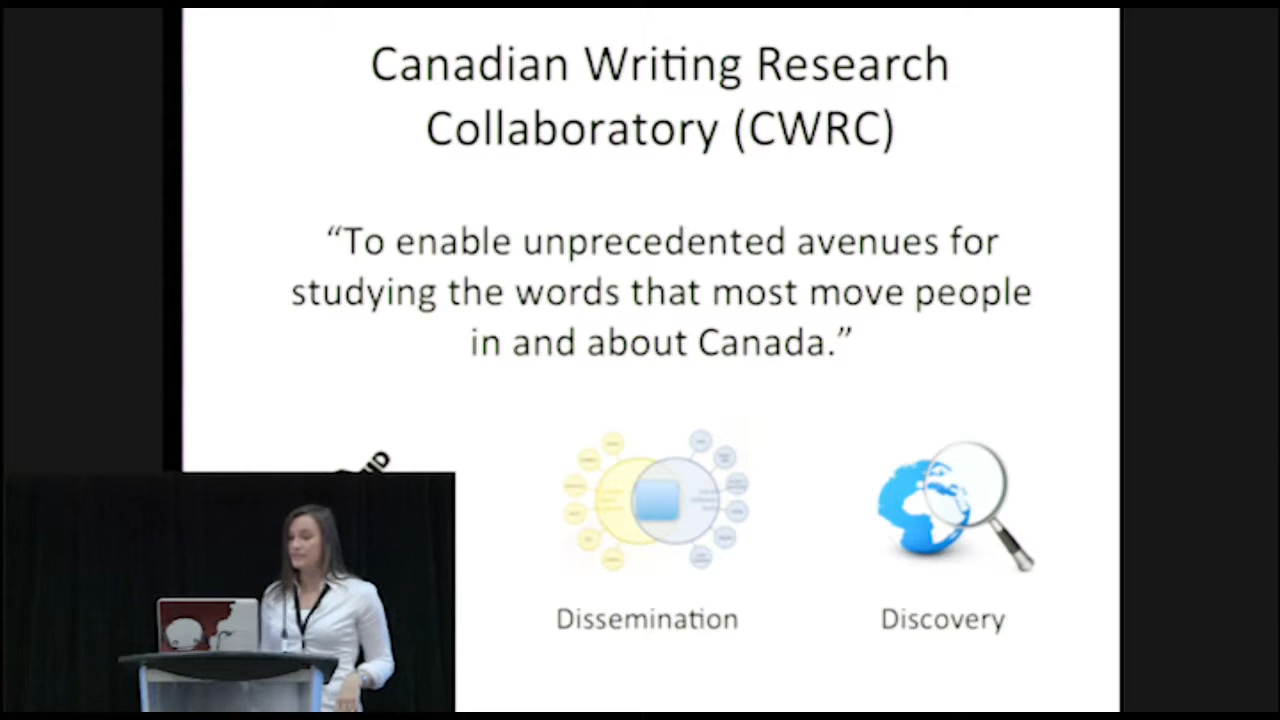 Canadian Writing Research
Collaboratory (CWRC)
“To enable unprecedented avenues for
studying the words that most move people
in and about Canada.”
Dissemination
Discovery